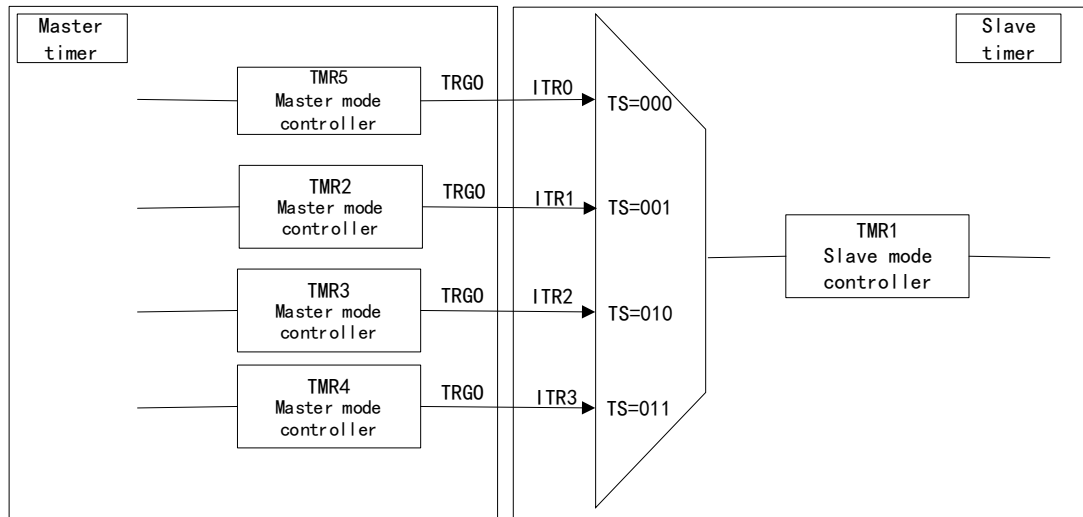 Master
timer
Slave
timer
TMR5
Master mode
controller
TRGO
ITR0
TS=000
TMR2
Master mode
controller
TRGO
ITR1
TS=001
TMR1
Slave mode
controller
TMR3
Master mode
controller
TRGO
ITR2
TS=010
TMR4
Master mode
controller
TRGO
ITR3
TS=011